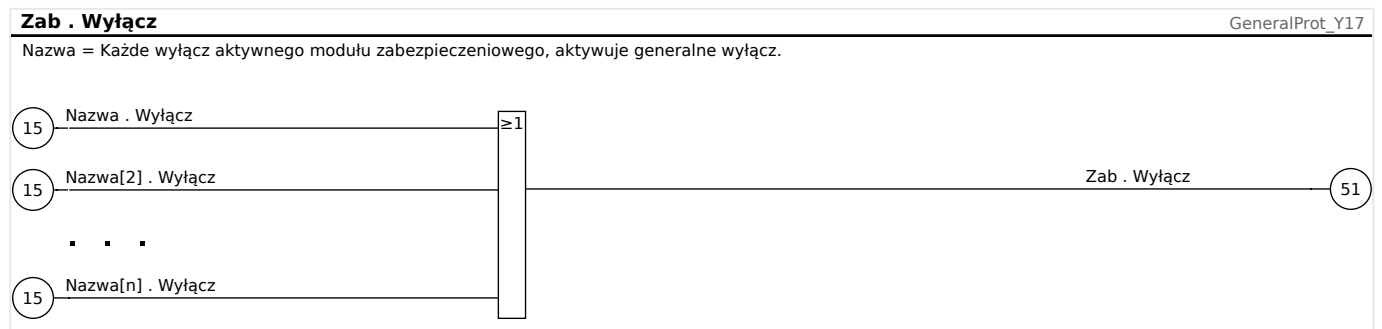 Zab . Wyłącz
GeneralProt_Y17
Nazwa = Każde wyłącz aktywnego modułu zabezpieczeniowego, aktywuje generalne wyłącz.
15
Nazwa . Wyłącz
≥1
15
Nazwa[2] . Wyłącz
Zab . Wyłącz
51
. . .
15
Nazwa[n] . Wyłącz